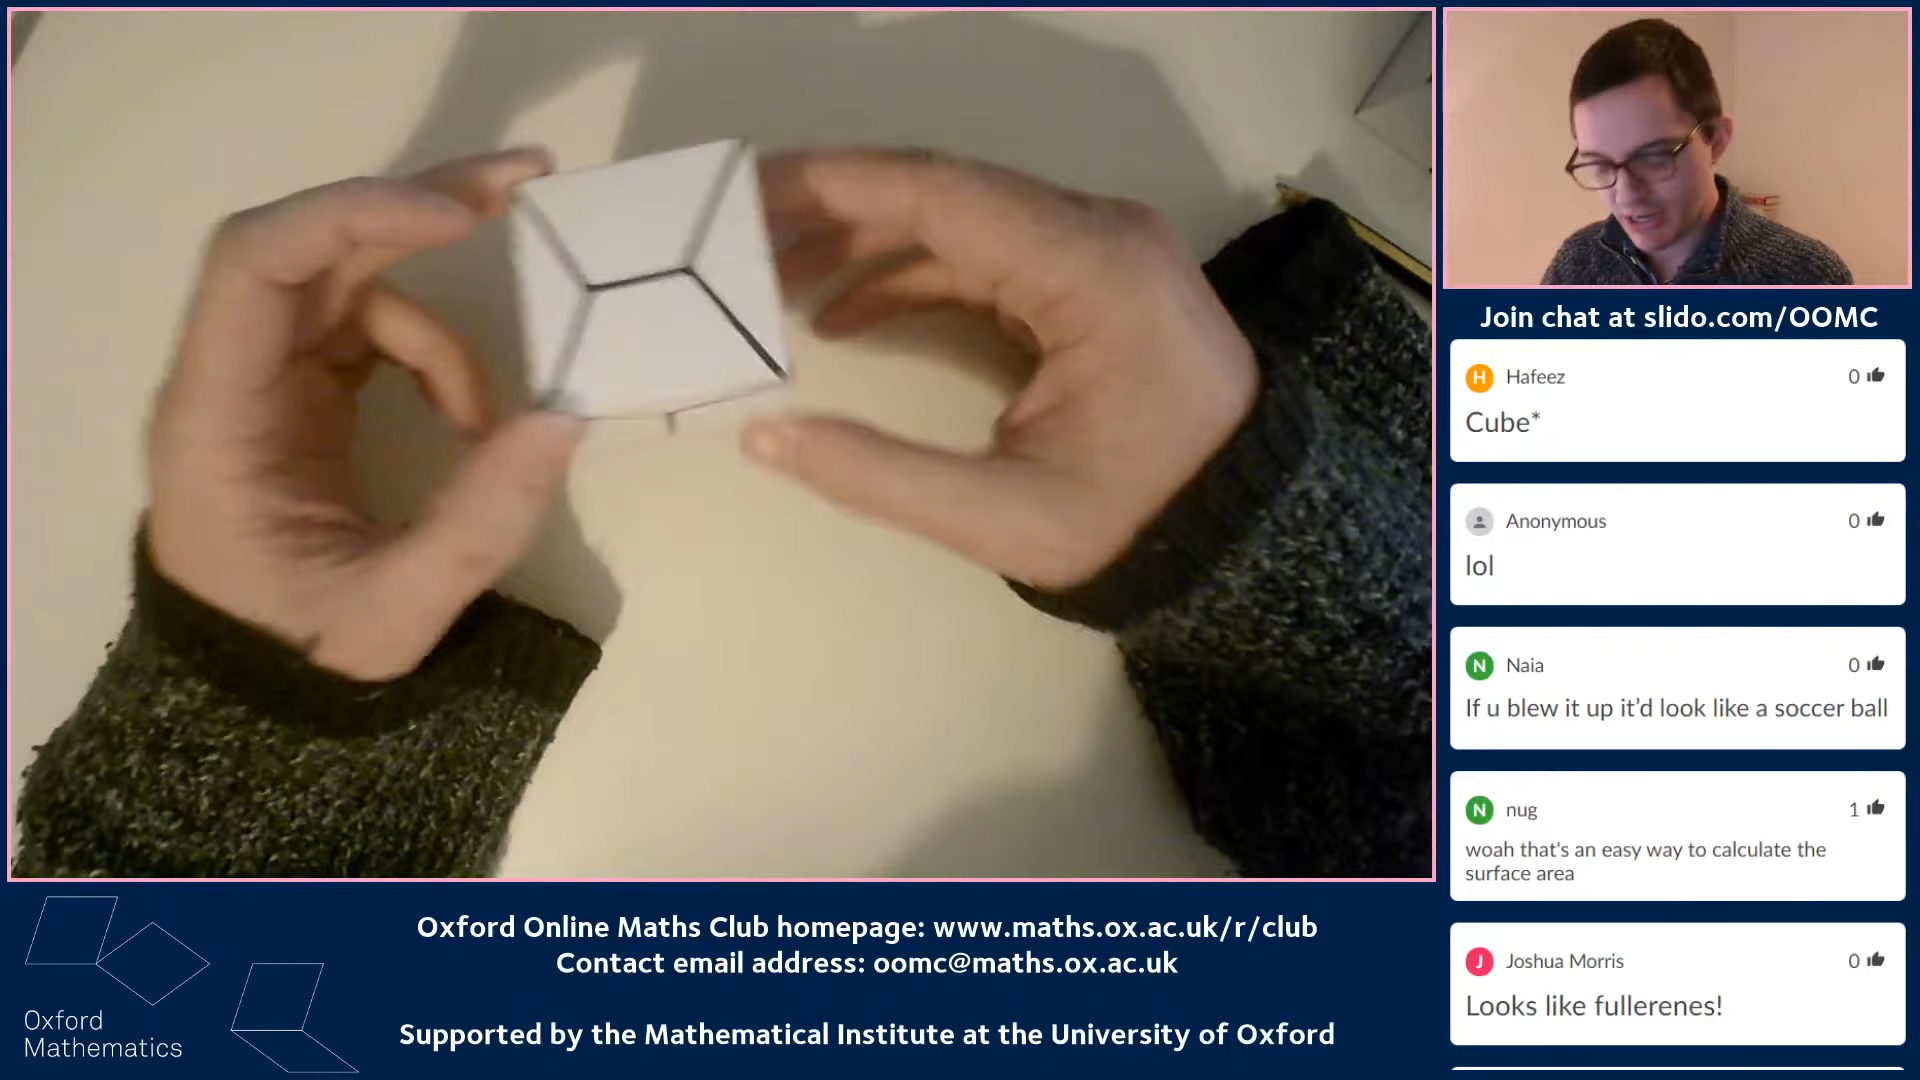 Join chat at slido.com/OOMC
H Hafeez 0
Cube*
Anonymous 0
lol
N Naia 0
If u blew it up it’d look like a soccer ball
N nug 1
woah that's an easy way to calculate the
surface area
J Joshua Morris 0
Looks like fullerenes!
Oxford Online Maths Club homepage: www.maths.ox.ac.uk/r/club
Contact email address: oomc@maths.ox.ac.uk
Supported by the Mathematical Institute at the University of Oxford
Oxford
Mathematics